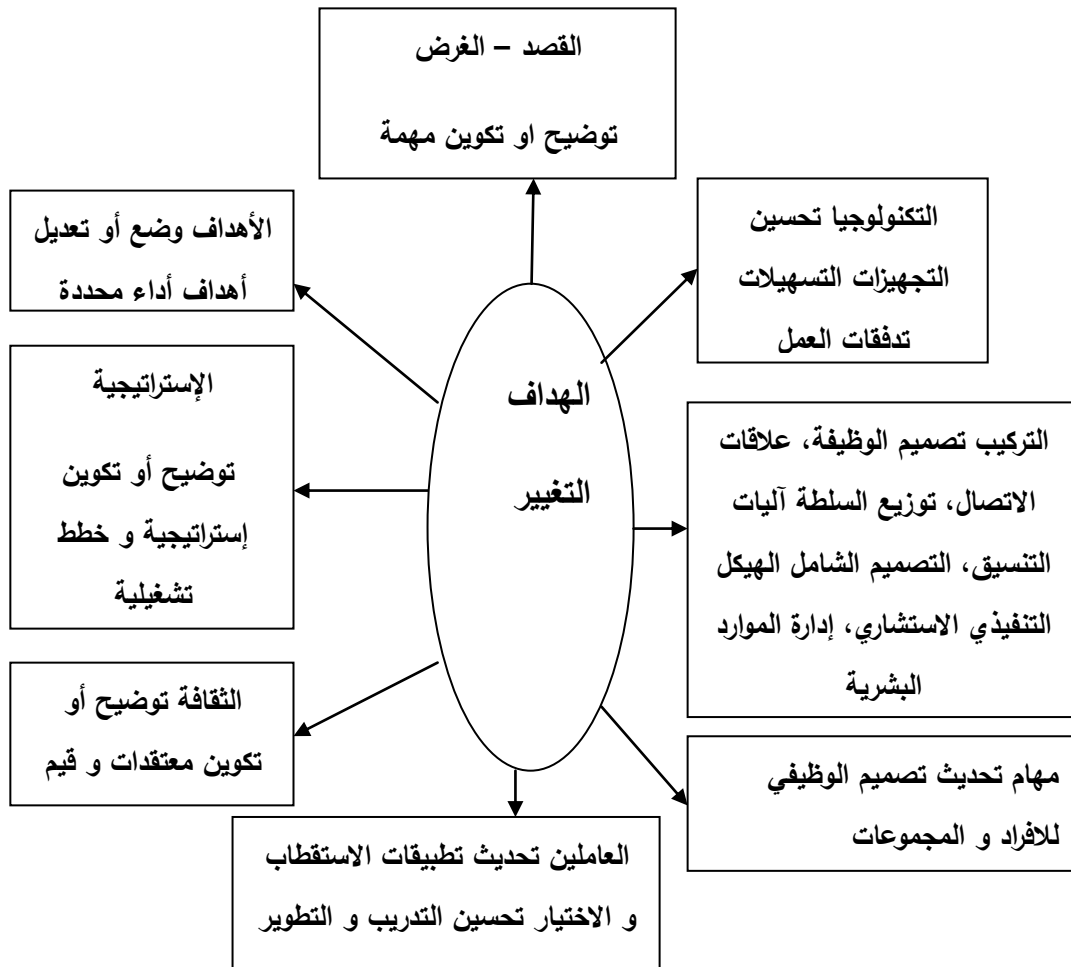 القصد – الغرض
توضيح او تكوين مهمة
التكنولوجيا تحسين
التجهيزات التسهيلات
تدفقات العمل
الأهداف وضع أو تعديل
أهداف أداء محددة
الهداف
التغيير
الإستراتيجية
توضيح أو تكوين
إستراتيجية و خطط
تشغيلية
التركيب تصميم الوظيفة، علاقات
الاتصال، توزيع السلطة آليات
التنسيق، التصميم الشامل الهيكل
التنفيذي الاستشاري، إدارة الموارد
البشرية
الثقافة توضيح أو
تكوين معتقدات و قيم
مهام تحديث تصميم الوظيفي
للافراد و المجموعات
العاملين تحديث تطبيقات الاستقطاب
و الاختيار تحسين التدريب و التطوير